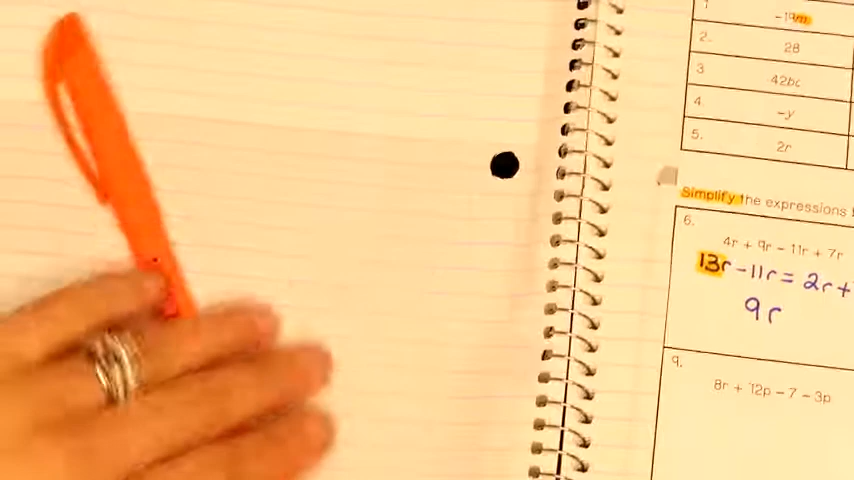 1
-19m
2.
28
3
42bc
4.
-y
5.
2r
Simplify the expressions
6.
4r + 9r - 11r + 7r
13r - 11r = 2r +
9r
9.
8r + 12p - 7 - 3p